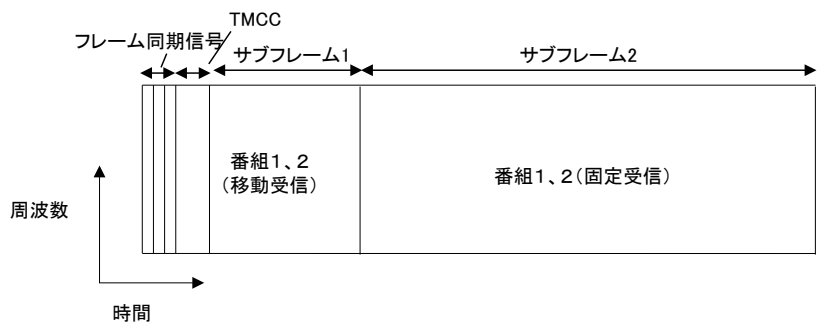 TMCC
フレーム同期信号
サブフレーム1
サブフレーム2
番組1、2
(移動受信)
番組1、2(固定受信)
周波数
時間